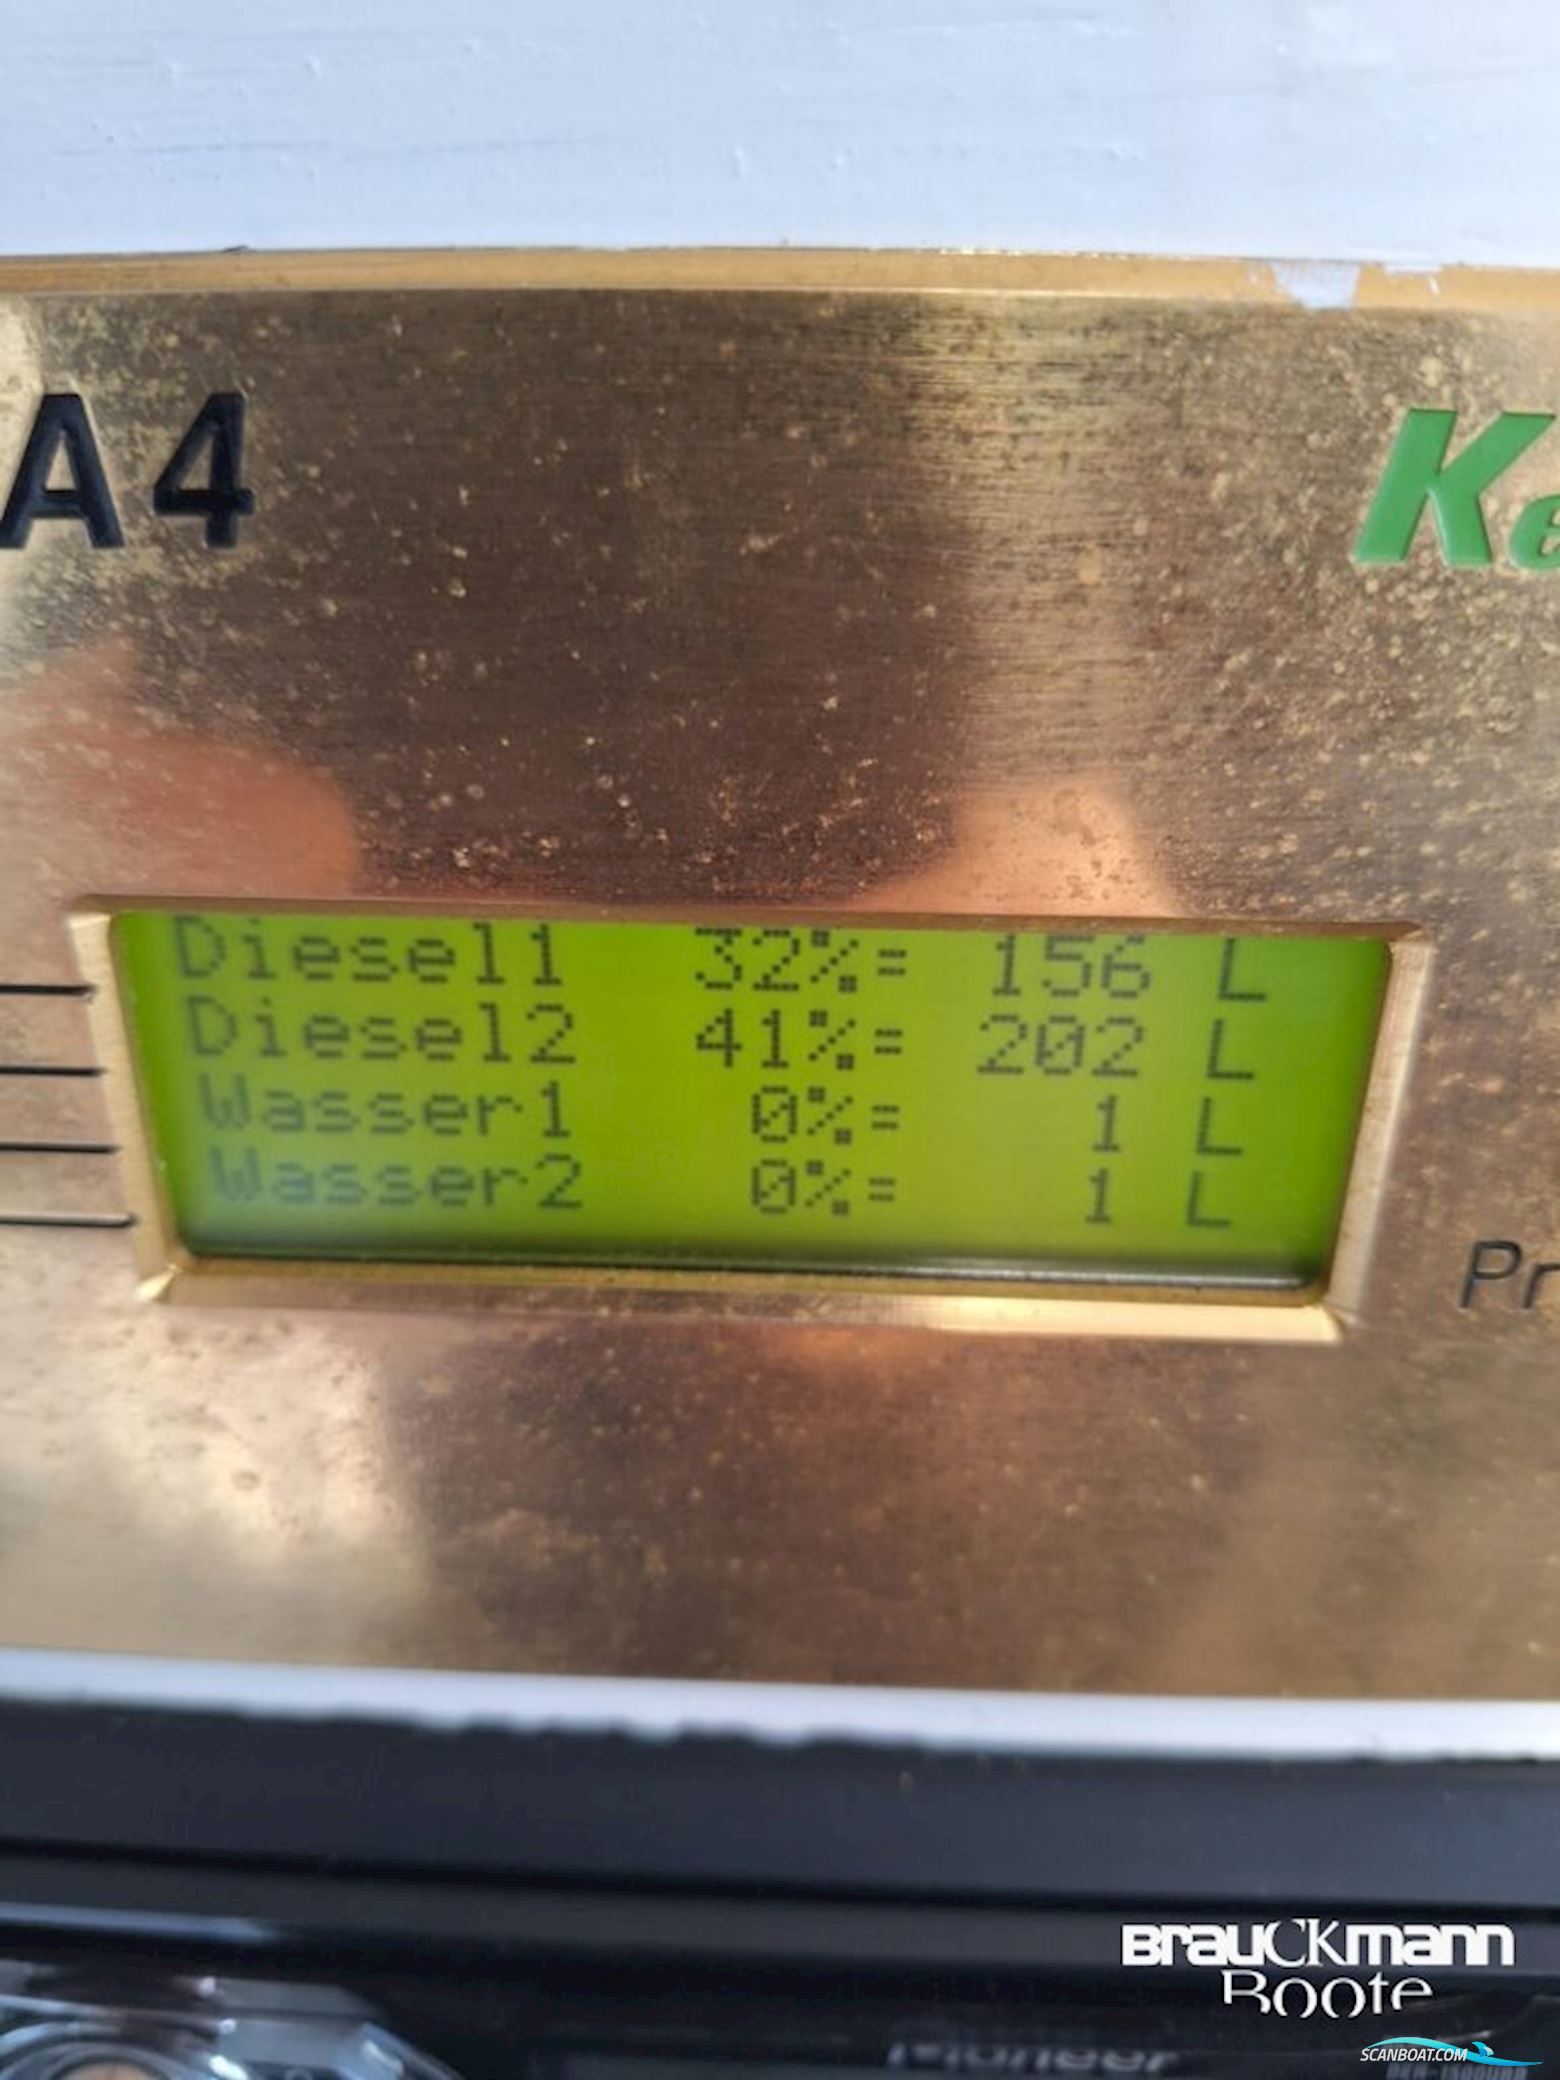 A4
Ke
Diesel1 32%= 156 L
Diesel2 41%= 202 L
Wasser1 0%= 1 L
Wasser2 0%= 1 L
Pr
Brauckmann
Boote
Pioneer
SCANBOAT.COM